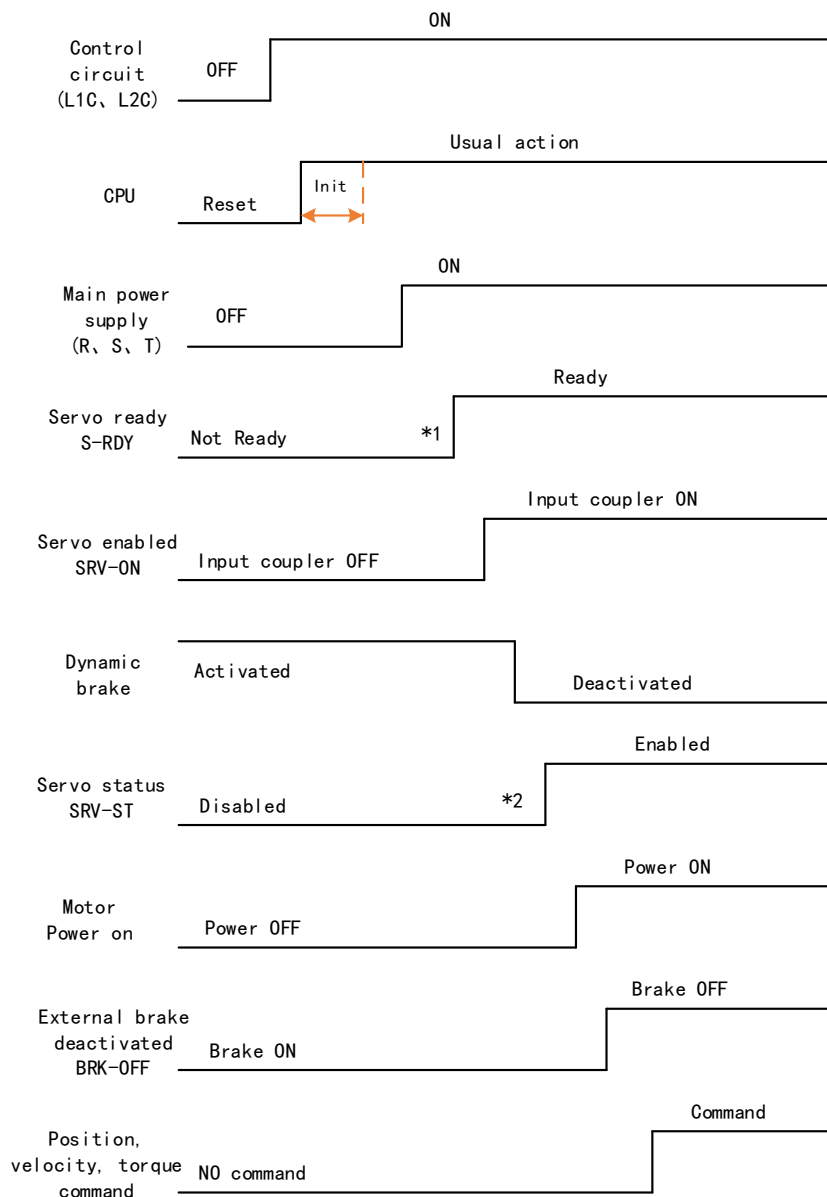 ON
Control
circuit
(L1C、L2C)
OFF
Usual action
CPU
Reset
Init
ON
Main power
supply
(R、S、T)
OFF
Ready
Servo ready
S-RDY
Not Ready
*1
Input coupler ON
Servo enabled
SRV-ON
Input coupler OFF
Dynamic
brake
Activated
Deactivated
Enabled
Servo status
SRV-ST
Disabled
*2
Power ON
Motor
Power on
Power OFF
Brake OFF
External brake
deactivated
BRK-OFF
Brake ON
Command
Position,
velocity, torque
command
NO command